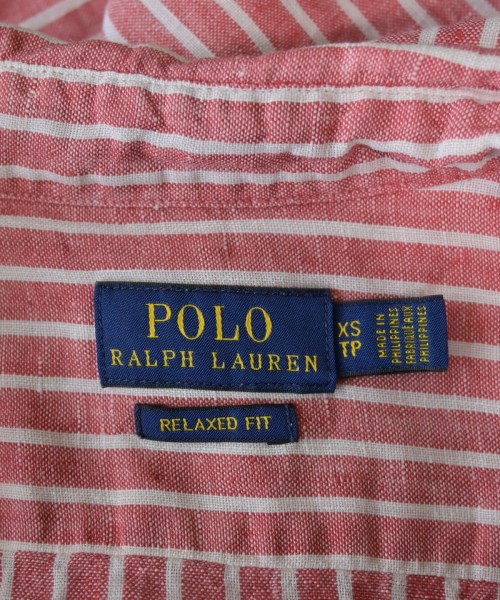 POLO
RALPH LAUREN
XS
TP
MADE IN
PHILIPPINES
FABRIQUÉ AUX
PHILIPPINES
RELAXED FIT